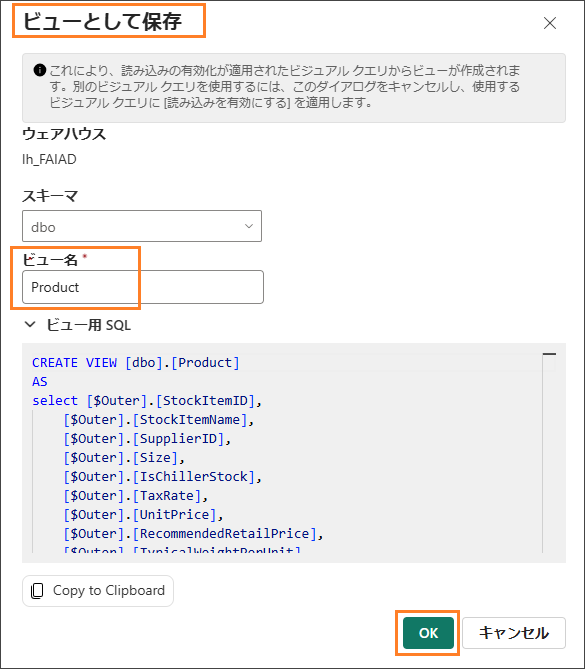 ビューとして保存
これにより、読み込みの有効化が適用されたビジュアル クエリからビューが作成されま
す。別のビジュアル クエリを使用するには、このダイアログをキャンセルし、使用する
ビジュアル クエリに [読み込みを有効にする] を適用します。
ウェアハウス
lh_FAIAD
スキーマ
dbo
ビュー名 *
Product
ビュー用 SQL
CREATE VIEW [dbo].[Product]
AS
select [$Outer].[StockItemID],
[$Outer].[StockItemName],
[$Outer].[SupplierID],
[$Outer].[Size],
[$Outer].[IsChillerStock],
[$Outer].[TaxRate],
[$Outer].[UnitPrice],
[$Outer].[RecommendedRetailPrice],
[$Outer].[TypicalWeightPerUnit]
Copy to Clipboard
OK
キャンセル